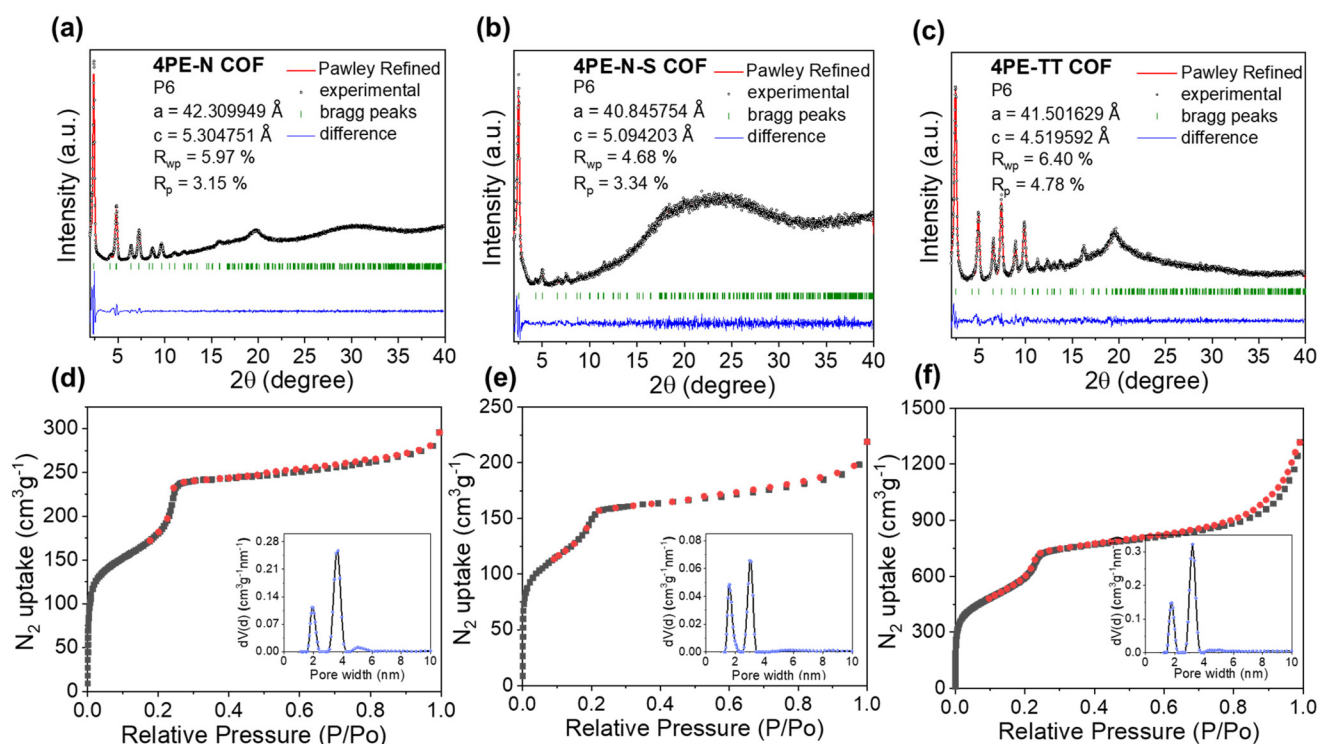 (a)
4PE-N COF
P6
a = 42.309949 Å
c = 5.304751 Å
Rwp = 5.97 %
Rp = 3.15 %
Pawley Refined
experimental
bragg peaks
difference
Intensity (a.u.)
5 10 15 20 25 30 35 40
2θ (degree)
(b)
4PE-N-S COF
P6
a = 40.845754 Å
c = 5.094203 Å
Rwp = 4.68 %
Rp = 3.34 %
Pawley Refined
experimental
bragg peaks
difference
Intensity (a.u.)
5 10 15 20 25 30 35 40
2θ (degree)
(c)
4PE-TT COF
P6
a = 41.501629 Å
c = 4.519592 Å
Rwp = 6.40 %
Rp = 4.78 %
Pawley Refined
experimental
bragg peaks
difference
Intensity (a.u.)
5 10 15 20 25 30 35 40
2θ (degree)
(d)
N2 uptake (cm3g-1)
300
250
200
150
100
50
0
0.0 0.2 0.4 0.6 0.8 1.0
Relative Pressure (P/Po)
dV(d) (cm3g-1nm-1)
0.28
0.21
0.14
0.07
0.00
0 2 4 6 8 10
Pore width (nm)
(e)
N2 uptake (cm3g-1)
250
200
150
100
50
0
0.0 0.2 0.4 0.6 0.8 1.0
Relative Pressure (P/Po)
dV(d) (cm3g-1nm-1)
0.08
0.06
0.04
0.02
0.00
0 2 4 6 8 10
Pore width (nm)
(f)
N2 uptake (cm3g-1)
1500
1200
900
600
300
0
0.0 0.2 0.4 0.6 0.8 1.0
Relative Pressure (P/Po)
dV(d) (cm3g-1nm-1)
0.3
0.2
0.1
0.0
0 2 4 6 8 10
Pore width (nm)